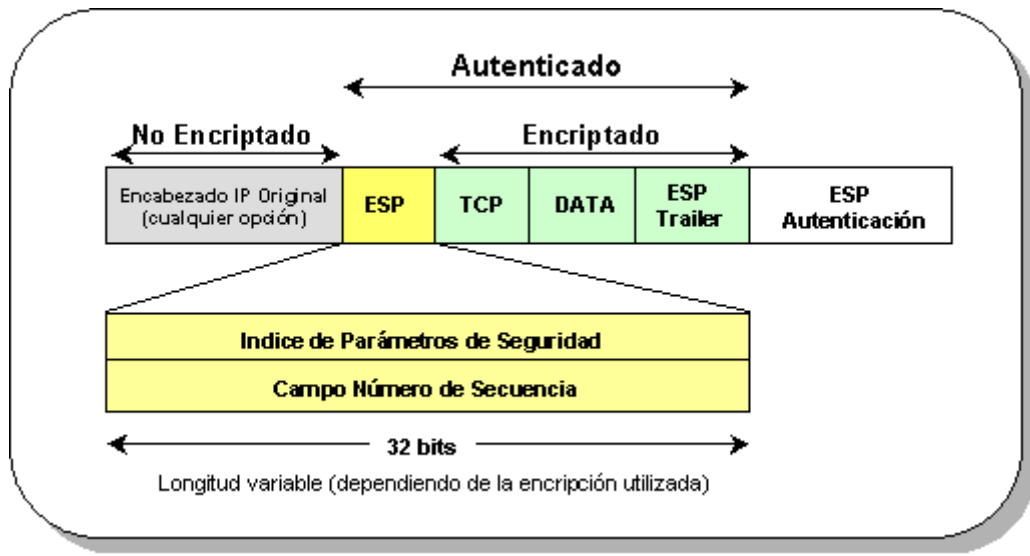 Autenticado
No Encriptado
Encriptado
Encabezado IP Original
(cualquier opción)
ESP
TCP
DATA
ESP
Trailer
ESP
Autenticación
Indice de Parámetros de Seguridad
Campo Número de Secuencia
32 bits
Longitud variable (dependiendo de la encripción utilizada)